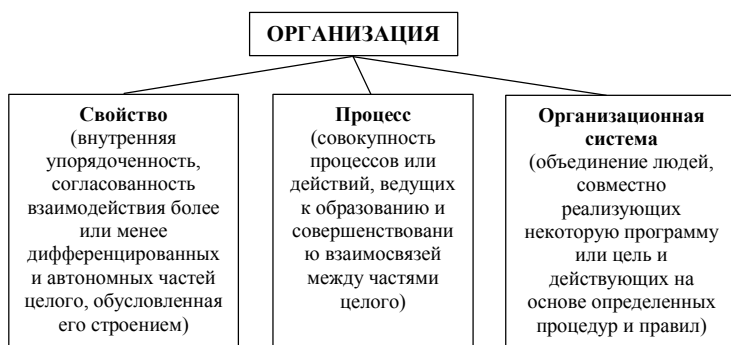 ОРГАНИЗАЦИЯ
Свойство
(внутренняя
упорядоченность,
согласованность
взаимодействия более
или менее
дифференцированных
и автономных частей
целого, обусловленная
его строением)
Процесс
(совокупность
процессов или
действий, ведущих
к образованию и
совершенствовани
ю взаимосвязей
между частями
целого)
Организационная
система
(объединение людей,
совместно
реализующих
некоторую программу
или цель и
действующих на
основе определенных
процедур и правил)